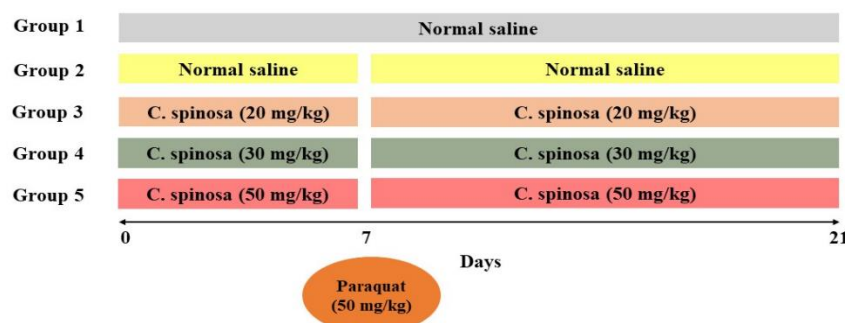 Group 1 Normal saline
Group 2 Normal saline Normal saline
Group 3 C. spinosa (20 mg/kg) C. spinosa (20 mg/kg)
Group 4 C. spinosa (30 mg/kg) C. spinosa (30 mg/kg)
Group 5 C. spinosa (50 mg/kg) C. spinosa (50 mg/kg)
0 7 21
Days
Paraquat
(50 mg/kg)